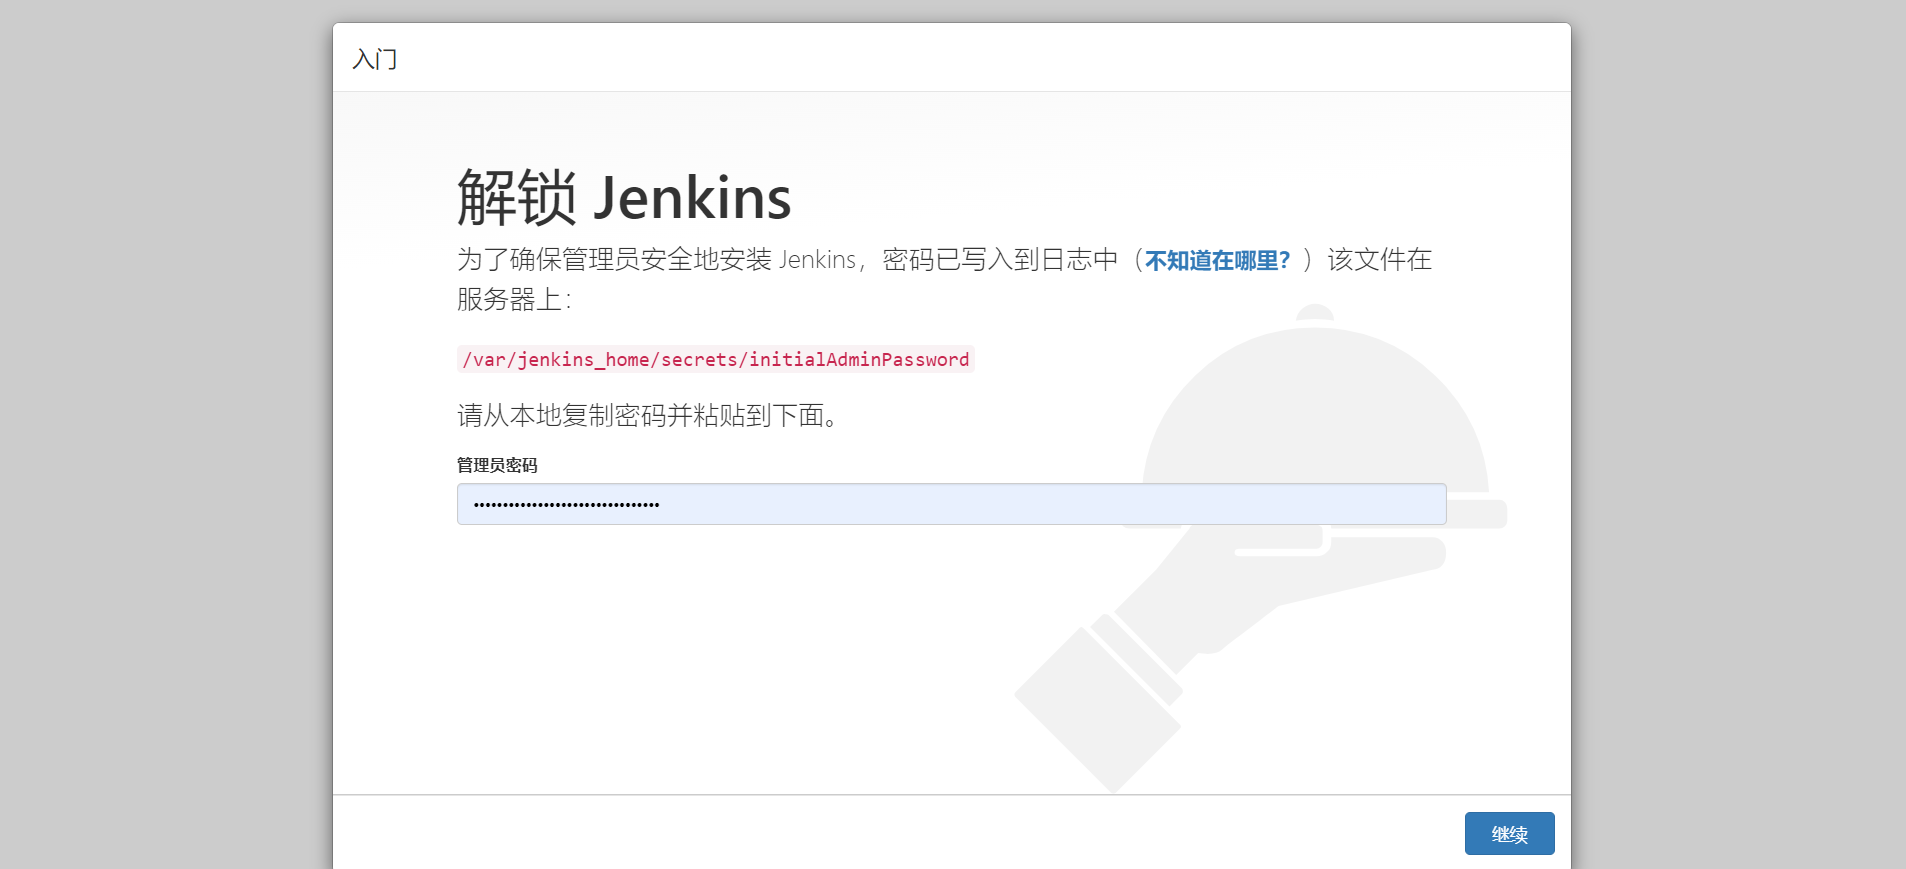 入门
解锁 Jenkins
为了确保管理员安全地安装 Jenkins，密码已写入到日志中（不知道在哪里？）该文件在
服务器上：
/var/jenkins_home/secrets/initialAdminPassword
请从本地复制密码并粘贴到下面。
管理员密码
••••••••••••••••••••••••••••••••
继续